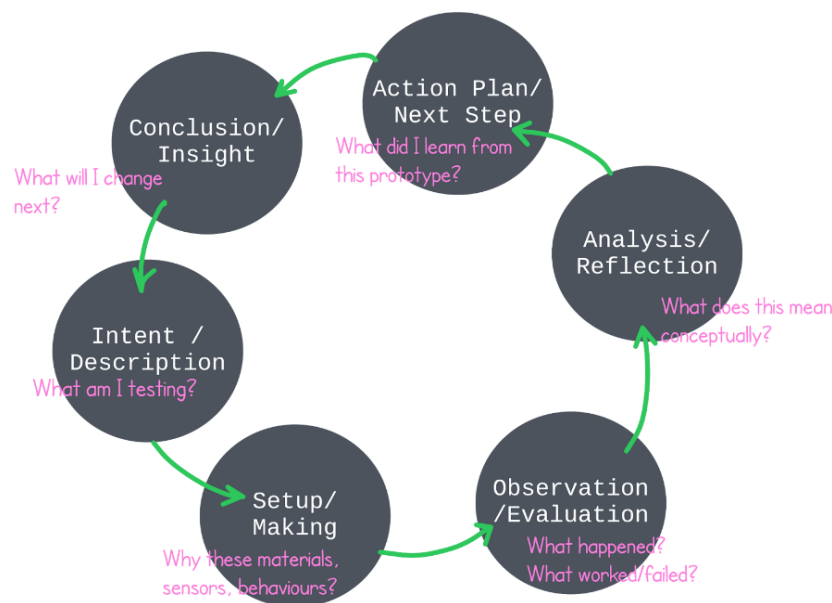 Action Plan/
Next Step
What did I learn from
this prototype?
Conclusion/
Insight
What will I change
next?
Analysis/
Reflection
What does this mean
conceptually?
Intent /
Description
What am I testing?
Setup/
Making
Why these materials,
sensors, behaviours?
Observation
/Evaluation
What happened?
What worked/failed?